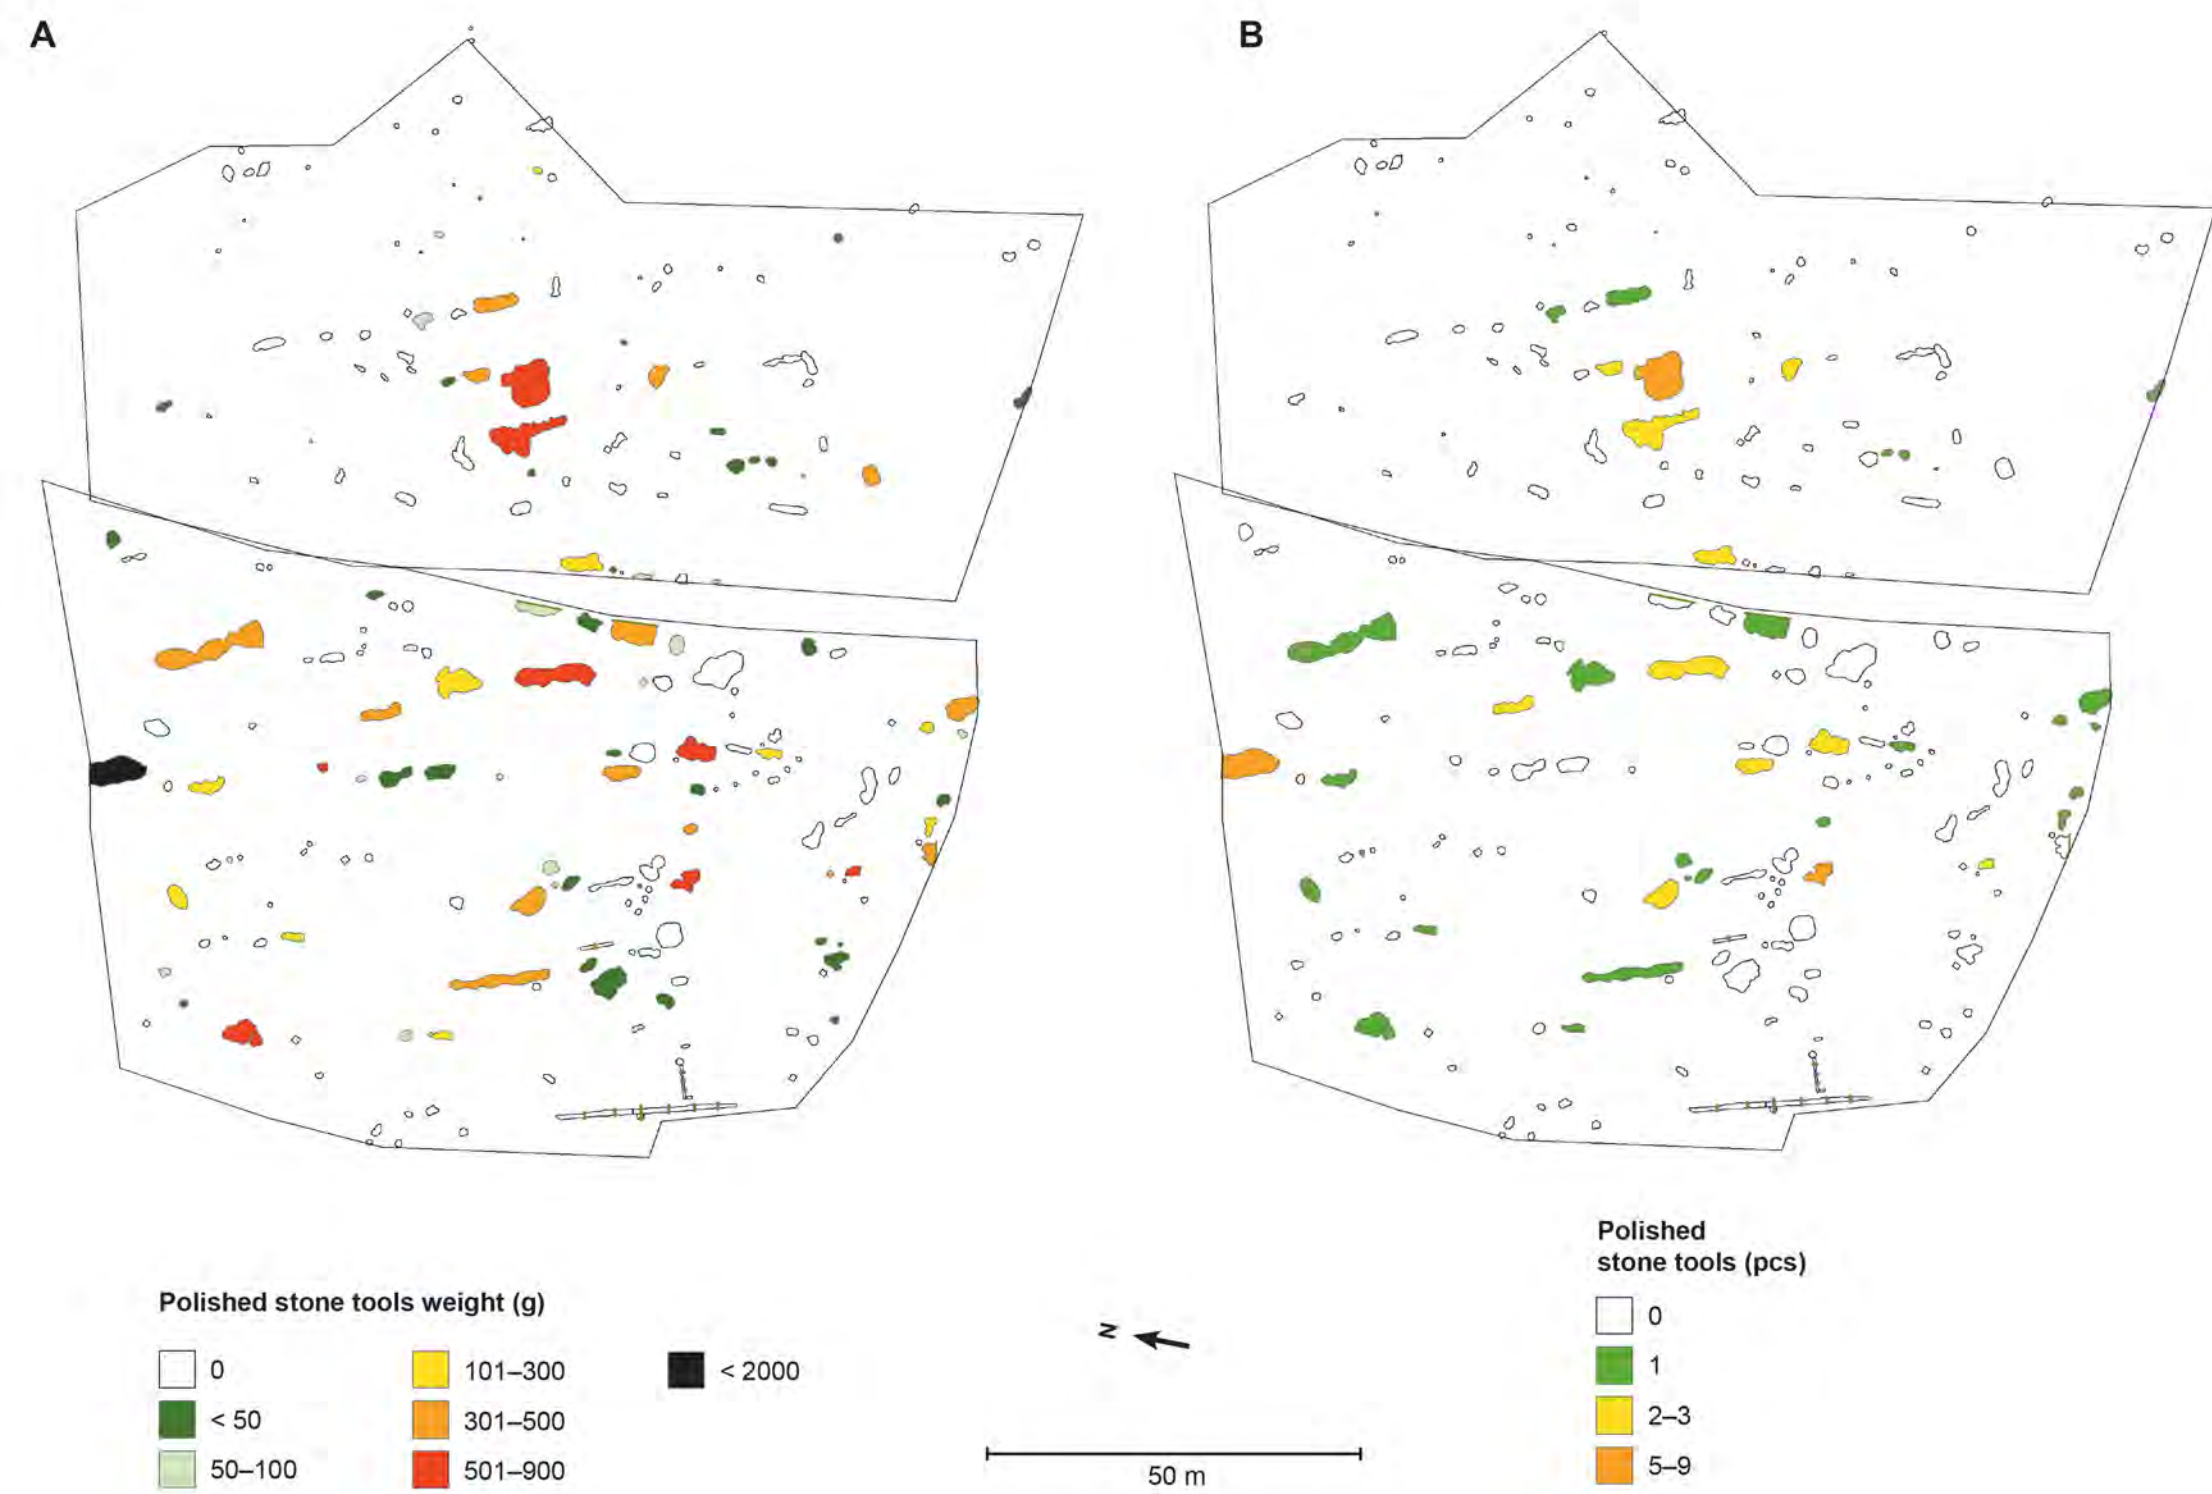 A
B
Polished stone tools weight (g)
0
< 50
50–100
101–300
301–500
501–900
< 2000
N
50 m
Polished
stone tools (pcs)
0
1
2–3
5–9